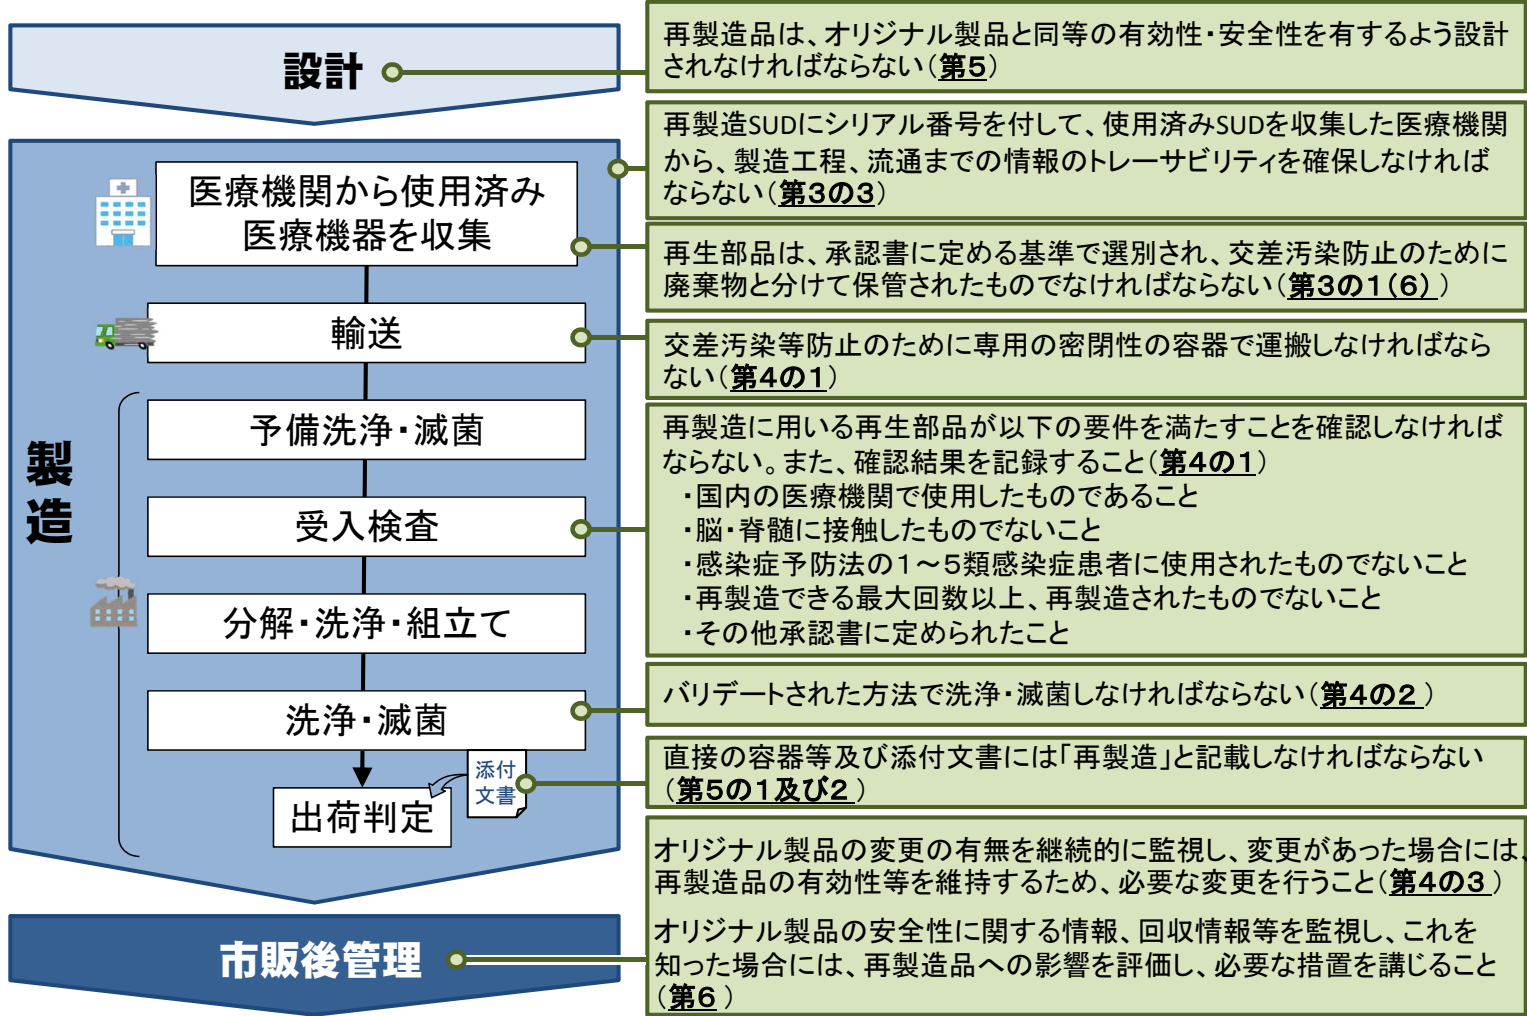 設計
再製造品は、オリジナル製品と同等の有効性・安全性を有するよう設計
されなければならない（第5）
再製造SUDにシリアル番号を付して、使用済みSUDを収集した医療機関
から、製造工程、流通までの情報のトレーサビリティを確保しなければ
ならない（第3の3）
製造
医療機関から使用済み
医療機器を収集
再生部品は、承認書に定める基準で選別され、交差汚染防止のために
廃棄物と分けて保管されたものでなければならない（第3の1（6））
輸送
交差汚染等防止のために専用の密閉性の容器で運搬しなければなら
ない（第4の1）
予備洗浄・滅菌
受入検査
再製造に用いる再生部品が以下の要件を満たすことを確認しなければ
ならない。また、確認結果を記録すること（第4の1）
・国内の医療機関で使用したものであること
・脳・脊髄に接触したものでないこと
・感染症予防法の1～5類感染症患者に使用されたものでないこと
・再製造できる最大回数以上、再製造されたものでないこと
・その他承認書に定められたこと
分解・洗浄・組立て
洗浄・滅菌
バリデートされた方法で洗浄・滅菌しなければならない（第4の2）
添付
文書
直接の容器等及び添付文書には「再製造」と記載しなければならない
（第5の1及び2）
出荷判定
オリジナル製品の変更の有無を継続的に監視し、変更があった場合には、
再製造品の有効性等を維持するため、必要な変更を行うこと（第4の3）
市販後管理
オリジナル製品の安全性に関する情報、回収情報等を監視し、これを
知った場合には、再製造品への影響を評価し、必要な措置を講じること
（第6）